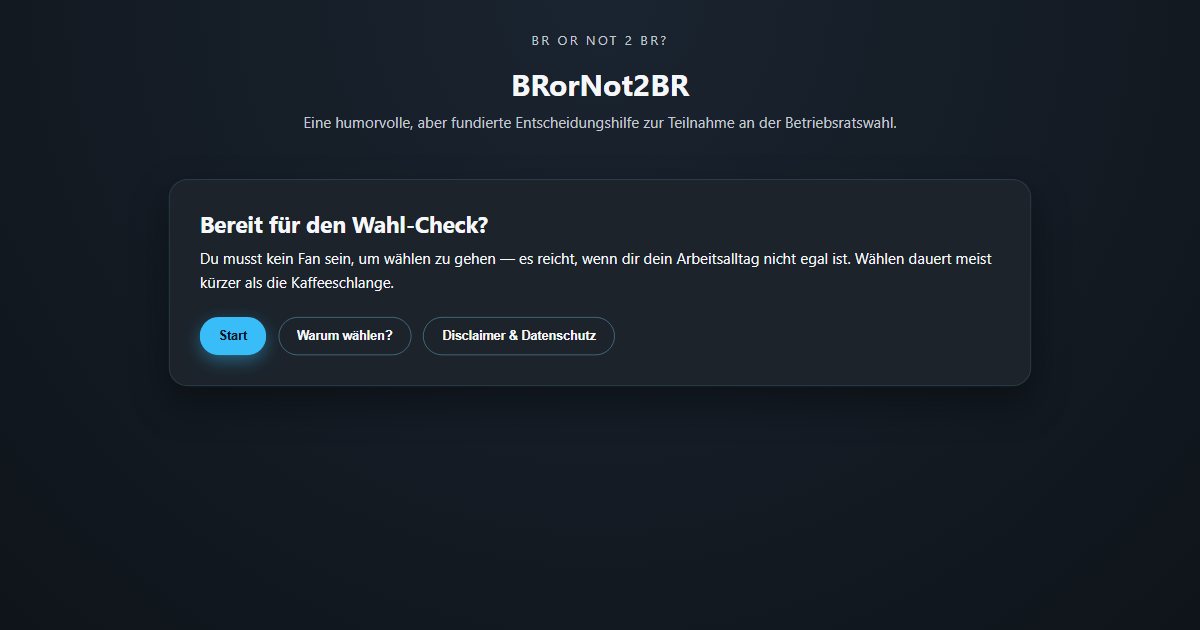 BR OR NOT 2 BR?
BRorNot2BR
Eine humorvolle, aber fundierte Entscheidungshilfe zur Teilnahme an der Betriebsratswahl.
Bereit für den Wahl-Check?
Du musst kein Fan sein, um wählen zu gehen — es reicht, wenn dir dein Arbeitsalltag nicht egal ist. Wählen dauert meist
kürzer als die Kaffeeschlange.
Start
Warum wählen?
Disclaimer & Datenschutz